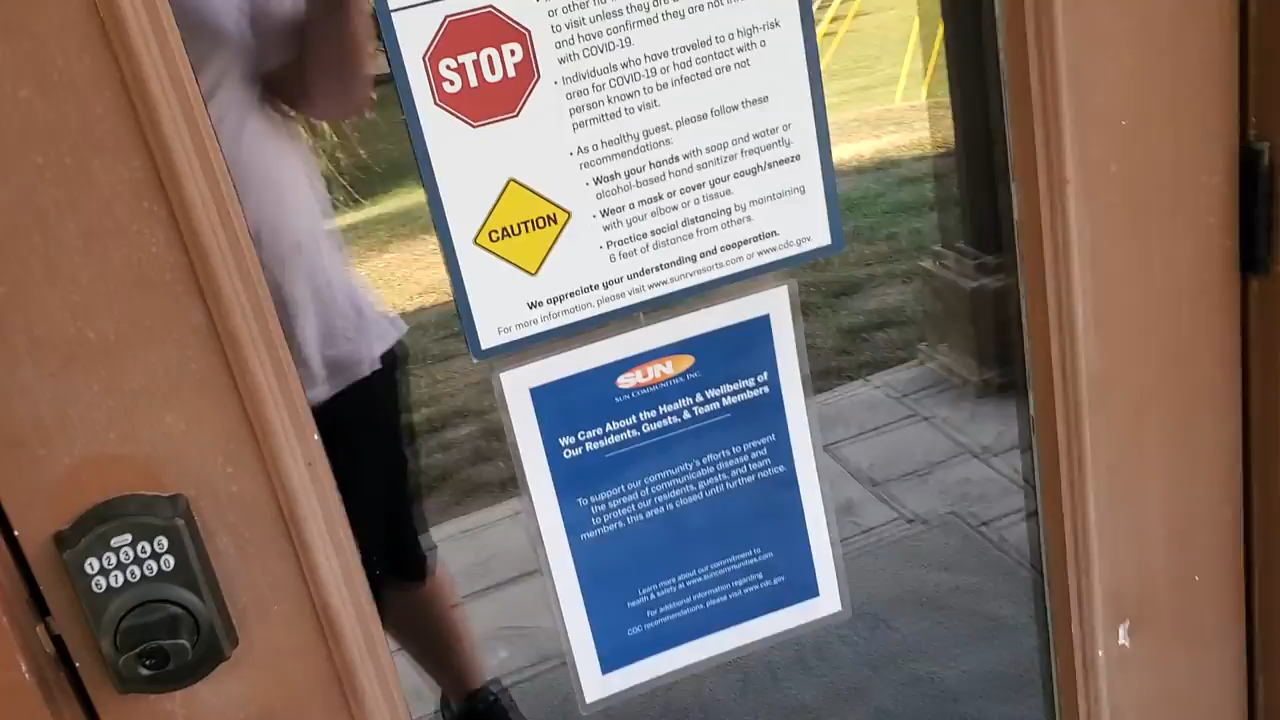 or other
to visit unless they are
and have confirmed they are not
with COVID-19.
• Individuals who have traveled to a high-risk
area for COVID-19 or had contact with a
person known to be infected are not
permitted to visit.
• As a healthy guest, please follow these
recommendations:
• Wash your hands with soap and water or
alcohol-based hand sanitizer frequently.
• Wear a mask or cover your cough/sneeze
with your elbow or a tissue.
• Practice social distancing by maintaining
6 feet of distance from others.
We appreciate your understanding and cooperation.
For more information, please visit www.sunrvresorts.com or www.cdc.gov
STOP
CAUTION
SUN
SUN COMMUNITIES, INC.
We Care About the Health & Wellbeing of
Our Residents, Guests, & Team Members
To support our community's efforts to prevent
the spread of communicable disease and
to protect our residents, guests, and team
members, this area is closed until further notice.
Learn more about our commitment to
health & safety at www.suncommunities.com
For additional information regarding
CDC recommendations, please visit www.cdc.gov
1 2 3 4 5
6 7 8 9 0